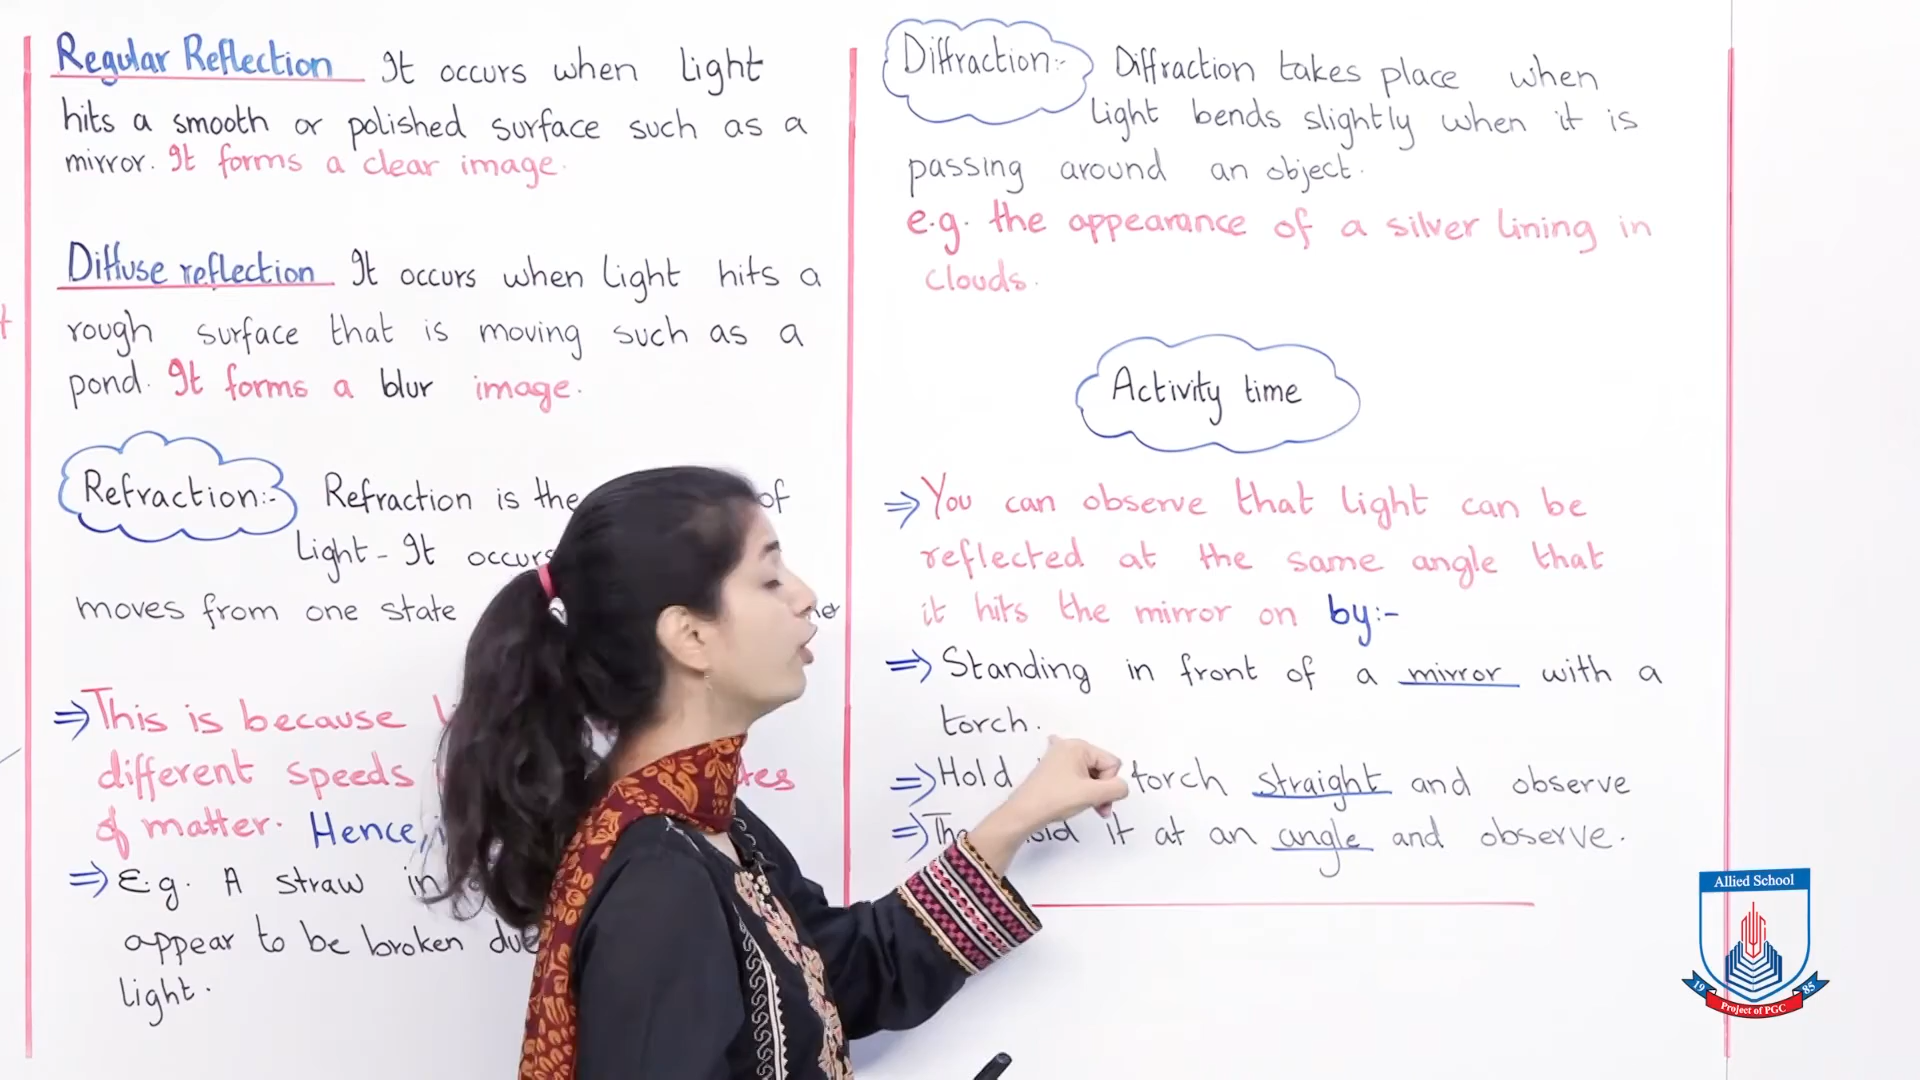 Regular Reflection It occurs when light
hits a smooth or polished surface such as a
mirror. It forms a clear image.
Diffuse reflection It occurs when light hits a
rough surface that is moving such as a
pond. It forms a blur image.
Refraction:- Refraction is the of
light - It occurs
moves from one state
This is because
different speeds
of matter. Hence,
E.g. A straw in
appear to be broken due
light.
Diffraction:- Diffraction takes place when
light bends slightly when it is
passing around an object.
e.g. the appearance of a silver lining in
clouds.
Activity time
⇒ You can observe that light can be
reflected at the same angle that
it hits the mirror on by:-
⇒ Standing in front of a mirror with a
torch.
⇒ Hold torch straight and observe
⇒ it at an angle and observe.
Allied School
19 85
Project of PGC